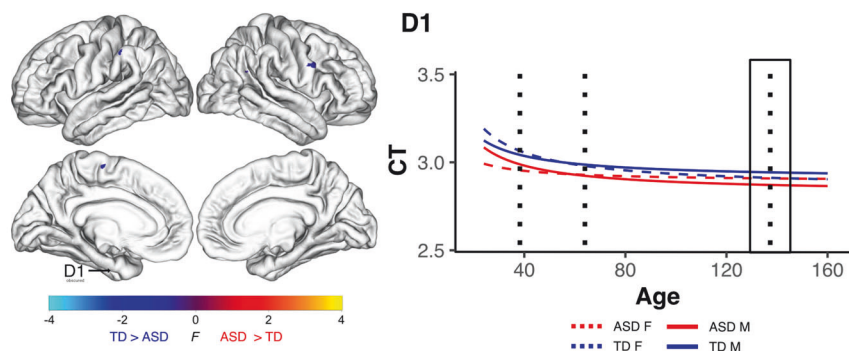 D1
3.5
3.0
2.5
CT
40 80 120 160
Age
ASD F ASD M
TD F TD M
D1
obscured
-4 -2 0 2 4
TD > ASD F ASD > TD